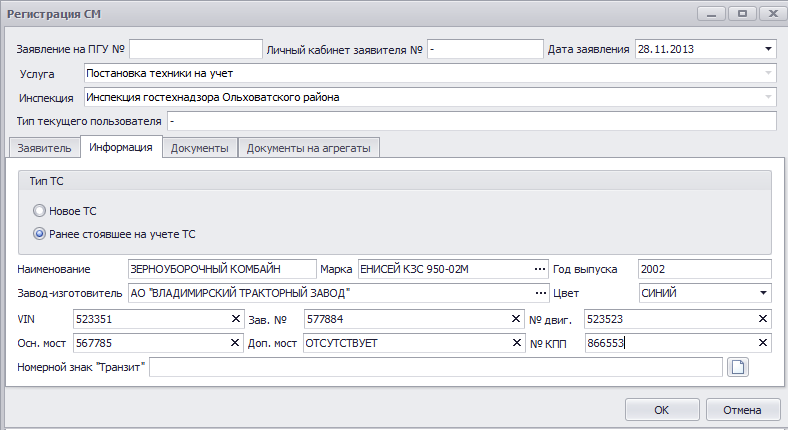 Регистрация СМ
Заявление на ПГУ № Личный кабинет заявителя № - Дата заявления 28.11.2013
Услуга Постановка техники на учет
Инспекция Инспекция гостехнадзора Ольховатского района
Тип текущего пользователя -
Заявитель Информация Документы Документы на агрегаты
Тип ТС
Новое ТС
Ранее стоявшее на учете ТС
Наименование ЗЕРНОУБОРОЧНЫЙ КОМБАЙН Марка ЕНИСЕЙ КЗС 950-02М ... Год выпуска 2002
Завод-изготовитель АО "ВЛАДИМИРСКИЙ ТРАКТОРНЫЙ ЗАВОД" ... Цвет СИНИЙ
VIN 523351 Зав. № 577884 № двиг. 523523
Осн. мост 567785 Доп. мост ОТСУТСТВУЕТ № КПП 866553
Номерной знак "Транзит"
OK Отмена